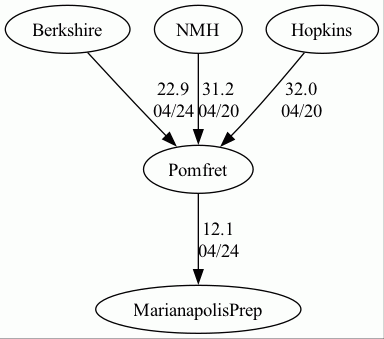 Berkshire
NMH
Hopkins
22.9
04/24
31.2
04/20
32.0
04/20
Pomfret
12.1
04/24
MarianapolisPrep